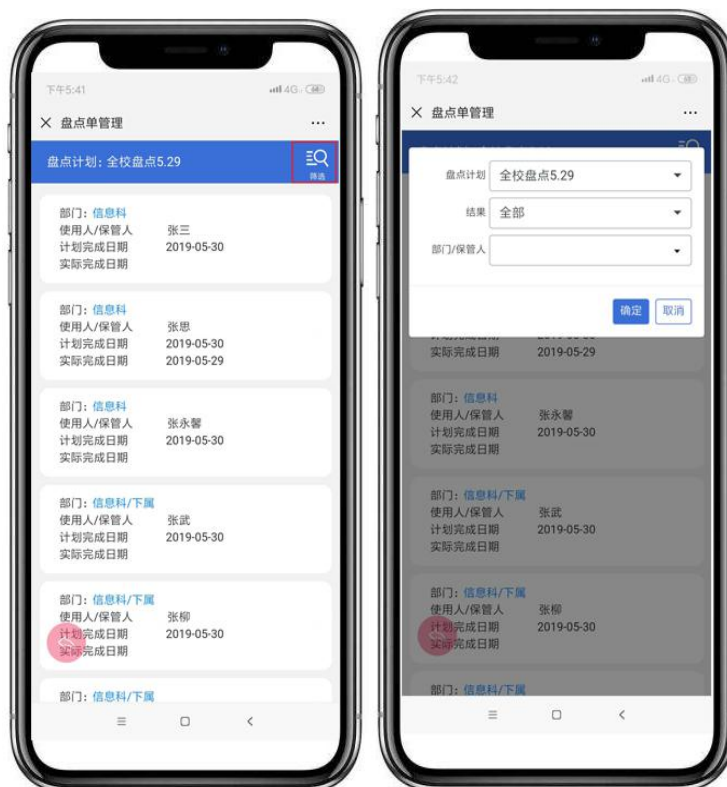 下午5:41
4G
68
盘点单管理
盘点计划：全校盘点5.29
筛选
部门：信息科
使用人/保管人 张三
计划完成日期 2019-05-30
实际完成日期
部门：信息科
使用人/保管人 张思
计划完成日期 2019-05-30
实际完成日期 2019-05-29
部门：信息科
使用人/保管人 张永馨
计划完成日期 2019-05-30
实际完成日期
部门：信息科/下属
使用人/保管人 张武
计划完成日期 2019-05-30
实际完成日期
部门：信息科/下属
使用人/保管人 张柳
计划完成日期 2019-05-30
实际完成日期
部门：信息科/下属
下午5:42
4G
盘点单管理
盘点计划 全校盘点5.29
结果 全部
部门/保管人
确定 取消
实际完成日期 2019-05-29
部门：信息科
使用人/保管人 张永馨
计划完成日期 2019-05-30
实际完成日期
部门：信息科/下属
使用人/保管人 张武
计划完成日期 2019-05-30
实际完成日期
部门：信息科/下属
使用人/保管人 张柳
计划完成日期 2019-05-30
实际完成日期
部门：信息科/下属